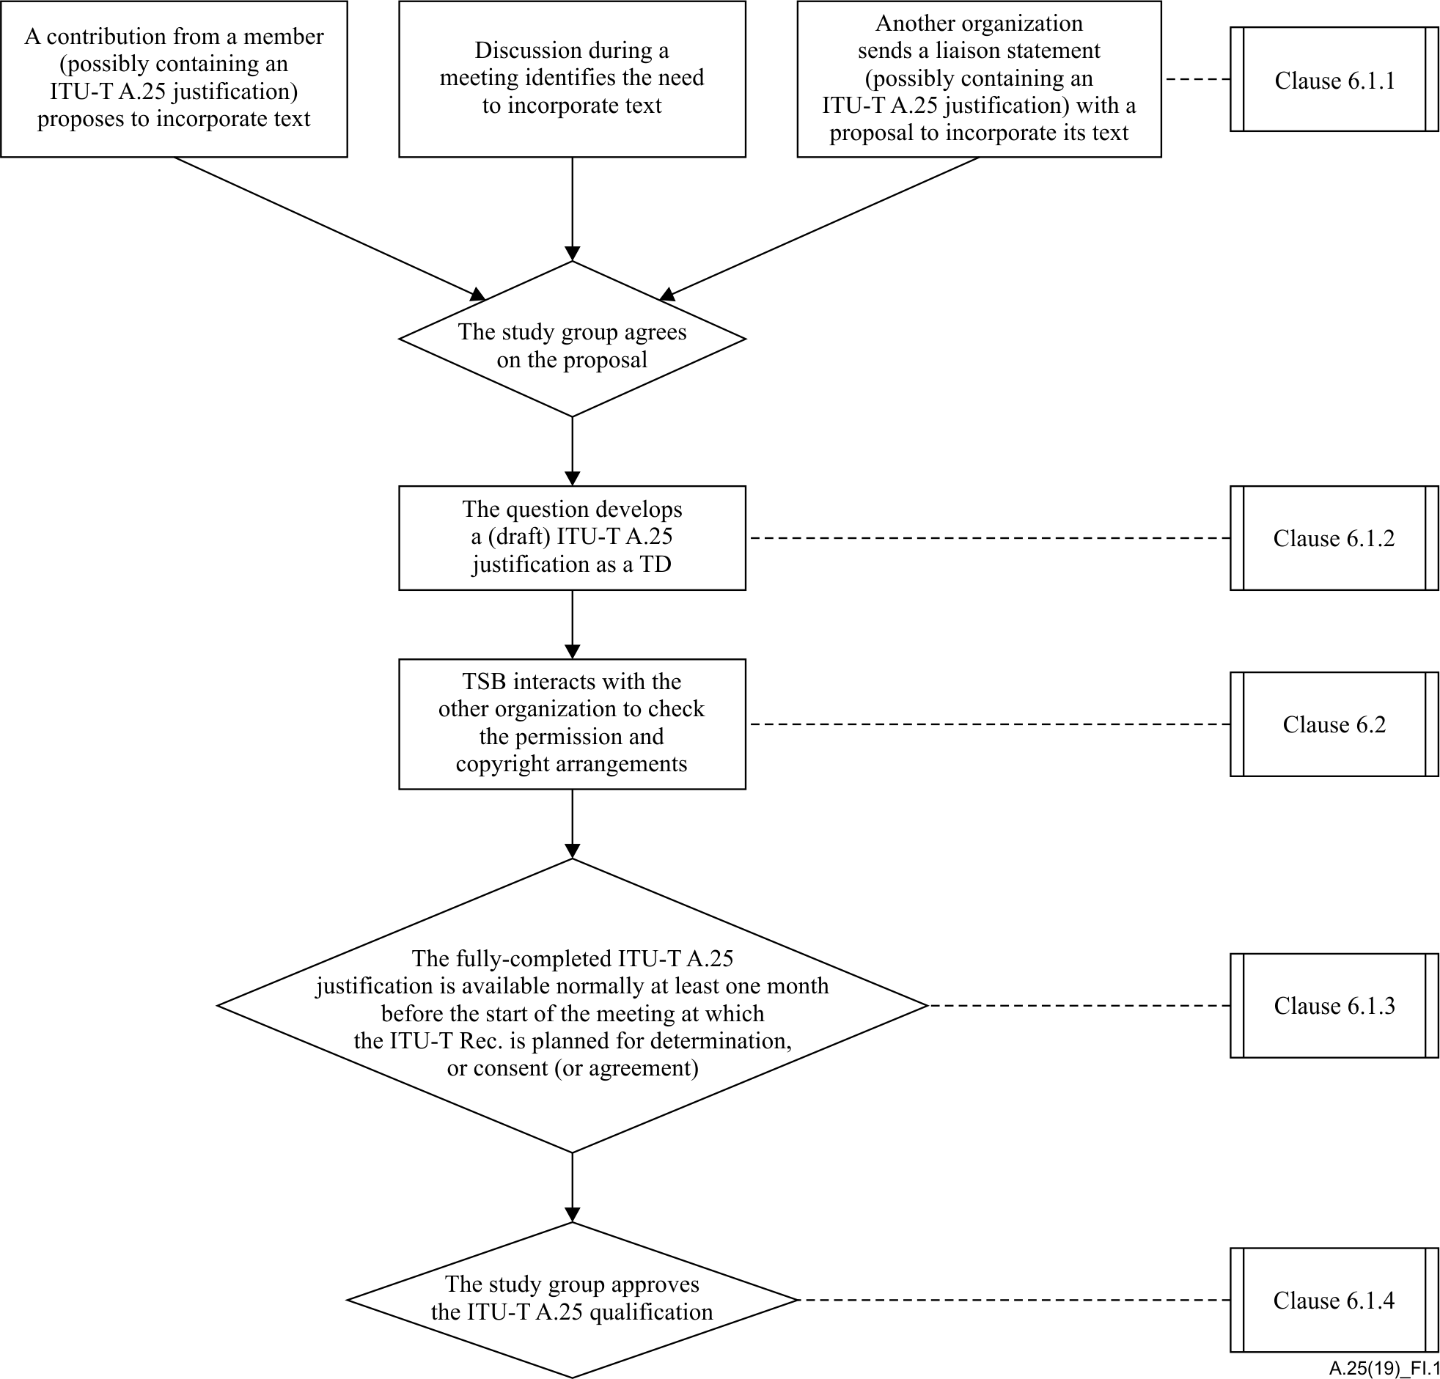 A contribution from a member
(possibly containing an
ITU-T A.25 justification)
proposes to incorporate text
Discussion during a
meeting identifies the need
to incorporate text
Another organization
sends a liaison statement
(possibly containing an
ITU-T A.25 justification) with a
proposal to incorporate its text
Clause 6.1.1
The study group agrees
on the proposal
The question develops
a (draft) ITU-T A.25
justification as a TD
Clause 6.1.2
TSB interacts with the
other organization to check
the permission and
copyright arrangements
Clause 6.2
The fully-completed ITU-T A.25
justification is available normally at least one month
before the start of the meeting at which
the ITU-T Rec. is planned for determination,
or consent (or agreement)
Clause 6.1.3
The study group approves
the ITU-T A.25 qualification
Clause 6.1.4
A.25(19)_FI.1